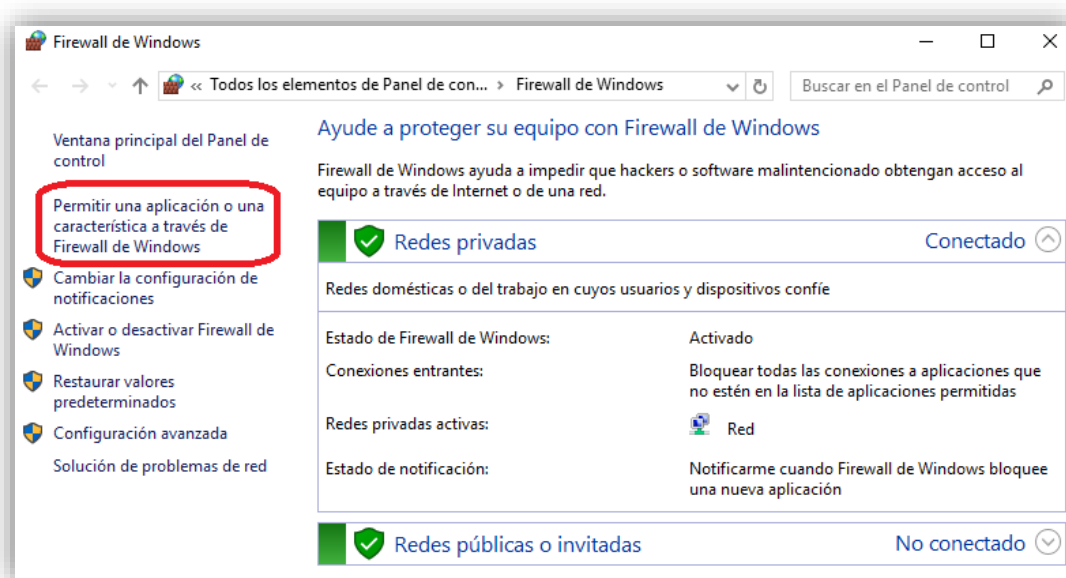 Firewall de Windows
« Todos los elementos de Panel de con... › Firewall de Windows
Buscar en el Panel de control
Ventana principal del Panel de
control
Permitir una aplicación o una
característica a través de
Firewall de Windows
Cambiar la configuración de
notificaciones
Activar o desactivar Firewall de
Windows
Restaurar valores
predeterminados
Configuración avanzada
Solución de problemas de red
Ayude a proteger su equipo con Firewall de Windows
Firewall de Windows ayuda a impedir que hackers o software malintencionado obtengan acceso al
equipo a través de Internet o de una red.
Redes privadas Conectado
Redes domésticas o del trabajo en cuyos usuarios y dispositivos confíe
Estado de Firewall de Windows: Activado
Conexiones entrantes: Bloquear todas las conexiones a aplicaciones que
no estén en la lista de aplicaciones permitidas
Redes privadas activas: Red
Estado de notificación: Notificarme cuando Firewall de Windows bloquee
una nueva aplicación
Redes públicas o invitadas No conectado